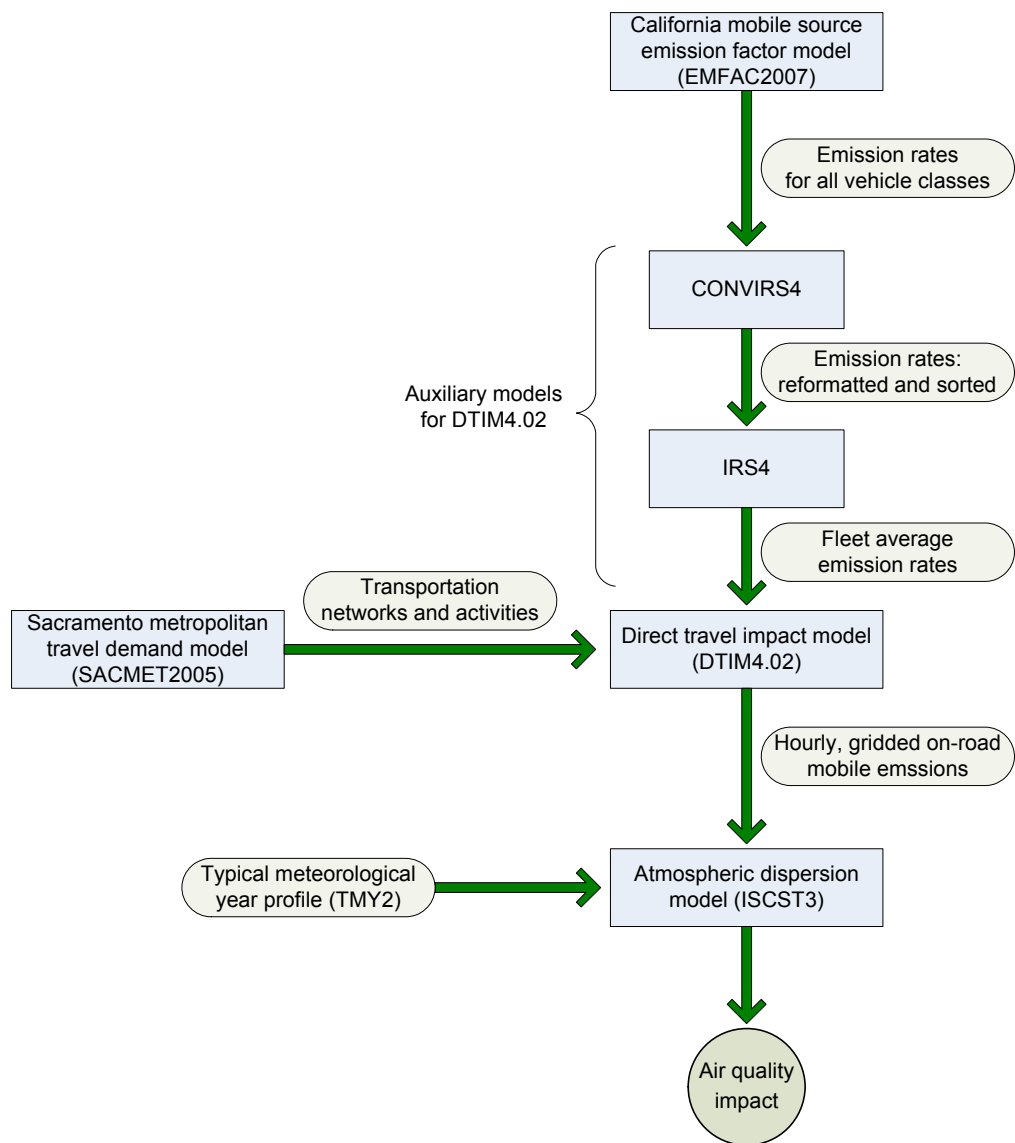 California mobile source
emission factor model
(EMFAC2007)
Emission rates
for all vehicle classes
CONVIRS4
Emission rates:
reformatted and sorted
Auxiliary models
for DTIM4.02
IRS4
Fleet average
emission rates
Transportation
networks and activities
Sacramento metropolitan
travel demand model
(SACMET2005)
Direct travel impact model
(DTIM4.02)
Hourly, gridded on-road
mobile emssions
Typical meteorological
year profile (TMY2)
Atmospheric dispersion
model (ISCST3)
Air quality
impact